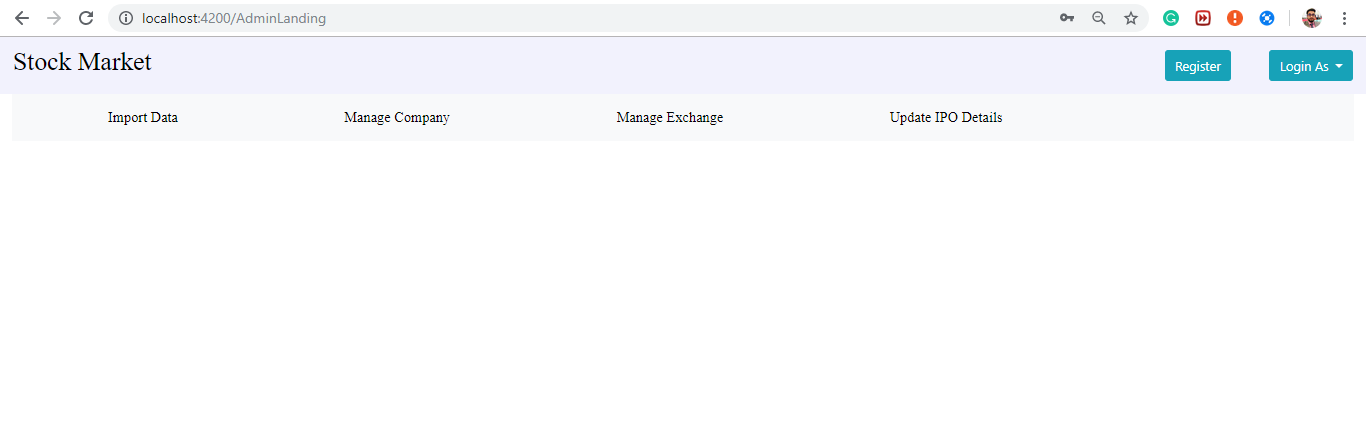 localhost:4200/AdminLanding
Stock Market
Register
Login As
Import Data
Manage Company
Manage Exchange
Update IPO Details